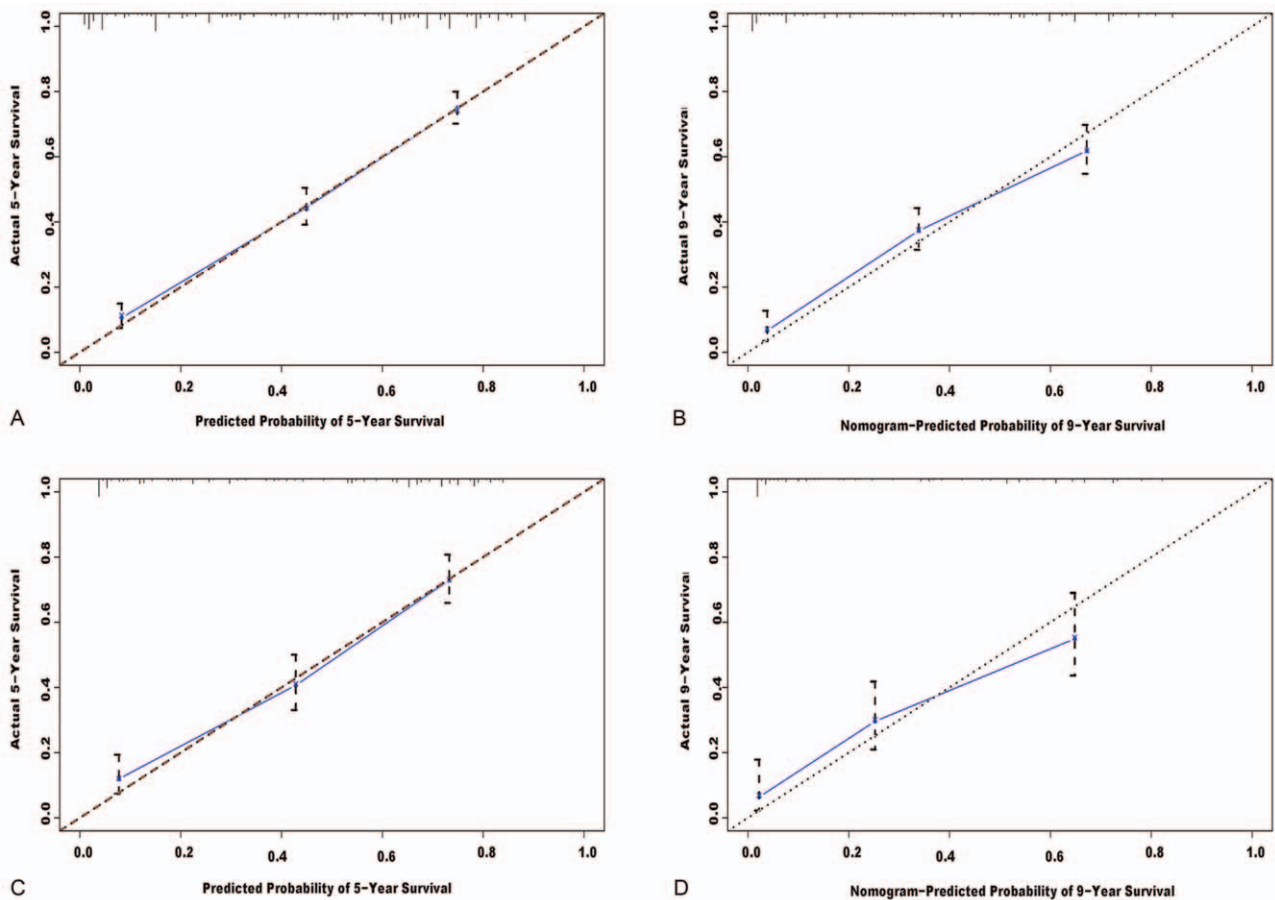 1.0
0.8
0.6
0.4
0.2
0.0
Actual 5-Year Survival
0.0 0.2 0.4 0.6 0.8 1.0
Predicted Probability of 5-Year Survival
A
1.0
0.8
0.6
0.4
0.2
0.0
Actual 9-Year Survival
0.0 0.2 0.4 0.6 0.8 1.0
Nomogram-Predicted Probability of 9-Year Survival
B
1.0
0.8
0.6
0.4
0.2
0.0
Actual 5-Year Survival
0.0 0.2 0.4 0.6 0.8 1.0
Predicted Probability of 5-Year Survival
C
1.0
0.8
0.6
0.4
0.2
0.0
Actual 9-Year Survival
0.0 0.2 0.4 0.6 0.8 1.0
Nomogram-Predicted Probability of 9-Year Survival
D